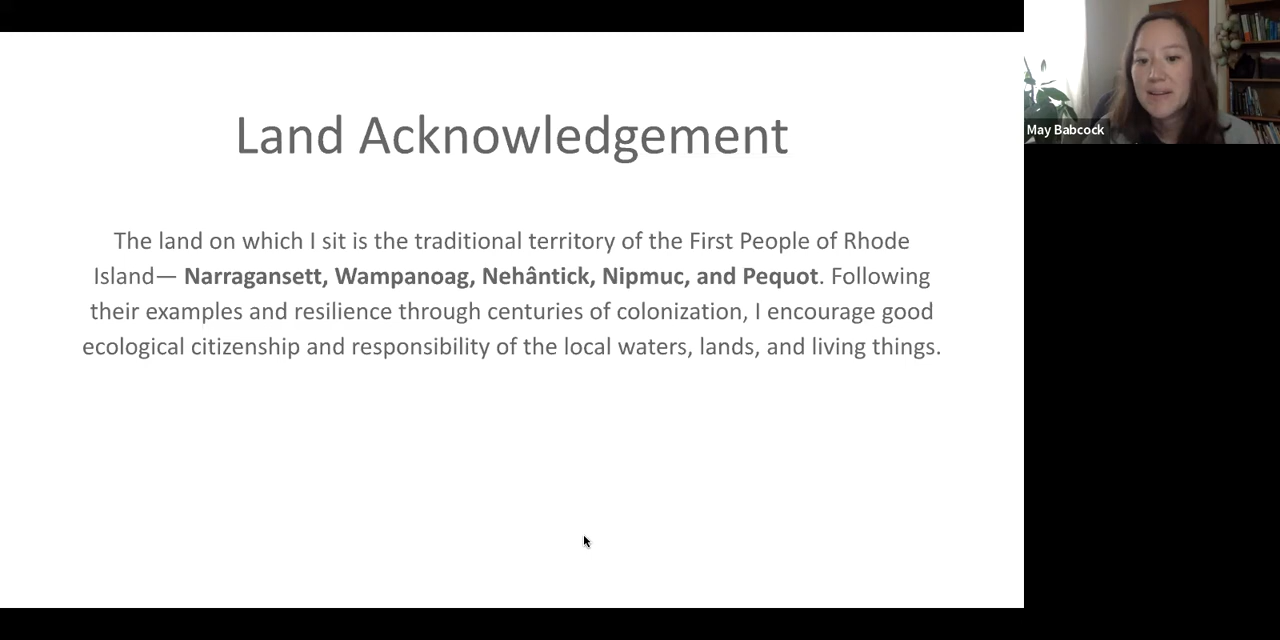 Land Acknowledgement
The land on which I sit is the traditional territory of the First People of Rhode
Island— Narragansett, Wampanoag, Nehântick, Nipmuc, and Pequot. Following
their examples and resilience through centuries of colonization, I encourage good
ecological citizenship and responsibility of the local waters, lands, and living things.
May Babcock